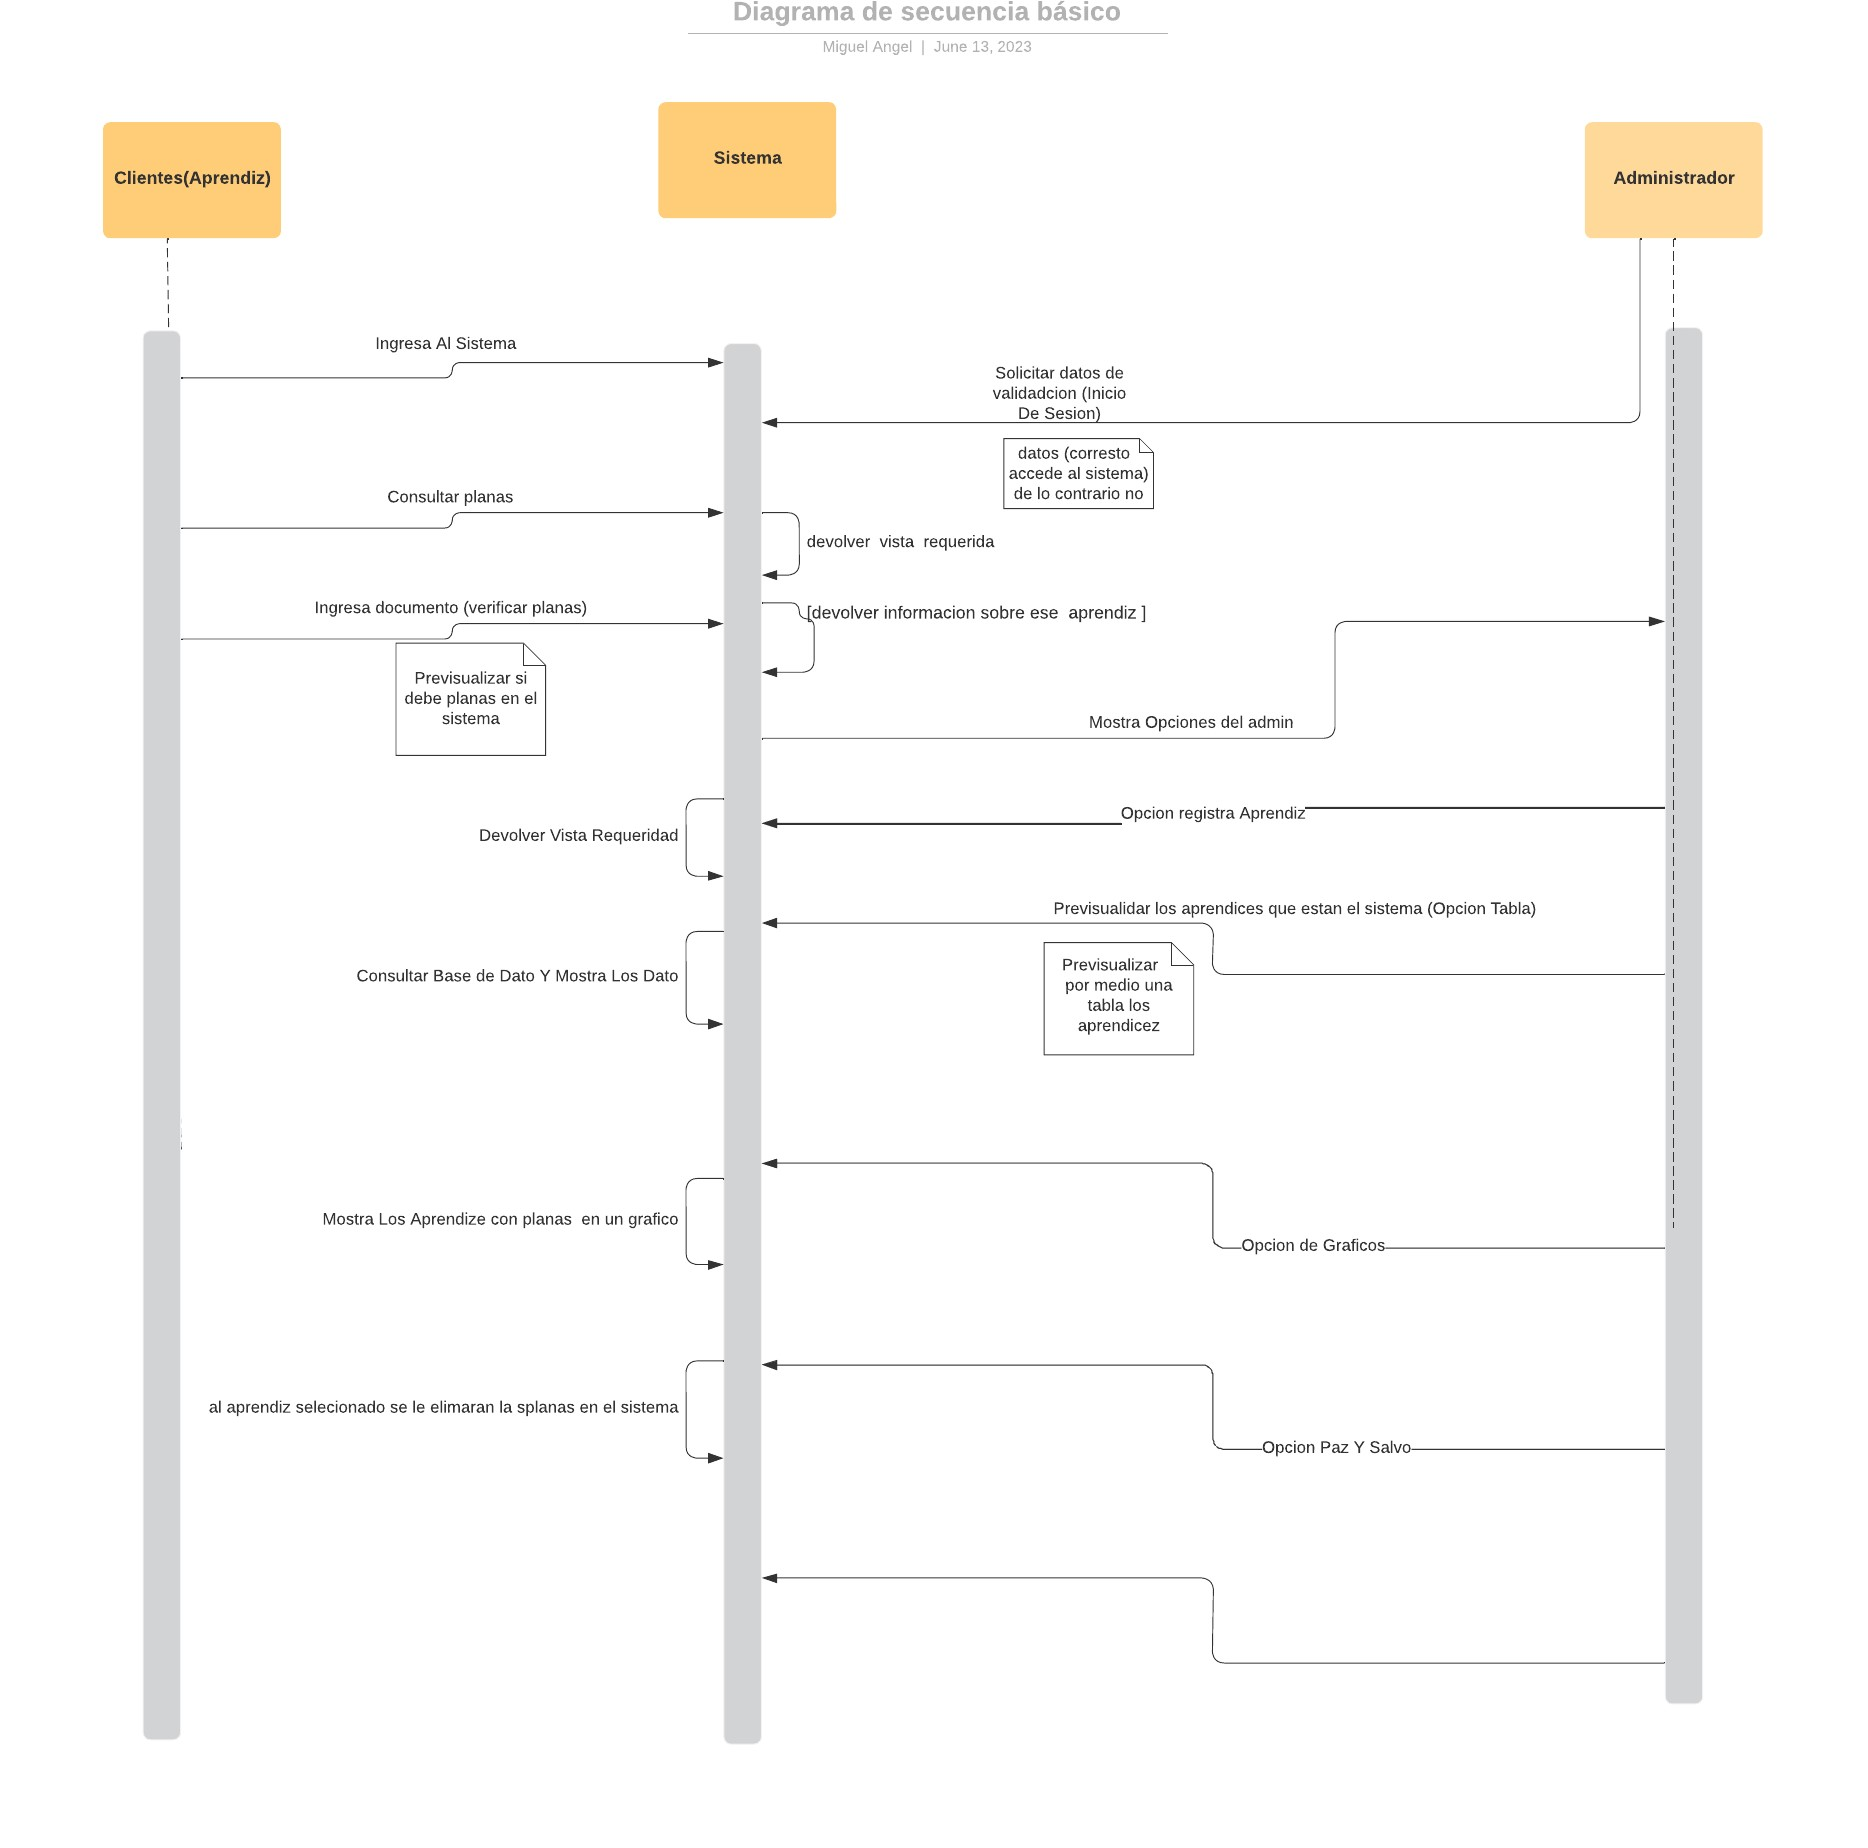 Diagrama de secuencia básico
Miguel Angel | June 13, 2023
Clientes(Aprendiz)
Sistema
Administrador
Ingresa Al Sistema
Solicitar datos de
validadcion (Inicio
De Sesion)
datos (corresto
accede al sistema)
de lo contrario no
Consultar planas
devolver vista requerida
Ingresa documento (verificar planas)
[devolver informacion sobre ese aprendiz ]
Previsualizar si
debe planas en el
sistema
Mostra Opciones del admin
Opcion registra Aprendiz
Devolver Vista Requeridad
Previsualidar los aprendices que estan el sistema (Opcion Tabla)
Consultar Base de Dato Y Mostra Los Dato
Previsualizar
por medio una
tabla los
aprendicez
Mostra Los Aprendize con planas en un grafico
Opcion de Graficos
al aprendiz selecionado se le elimaran la splanas en el sistema
Opcion Paz Y Salvo